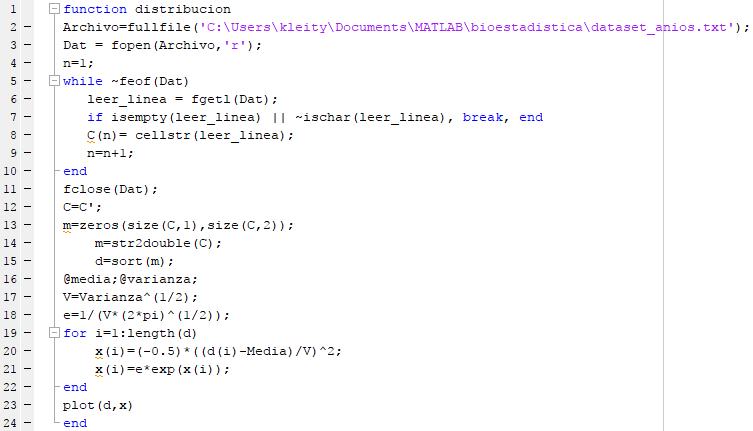 1 - function distribucion
2 - Archivo=fullfile('C:\Users\kleity\Documents\MATLAB\bioestadistica\dataset_anios.txt');
3 - Dat = fopen(Archivo,'r');
4 - n=1;
5 - while ~feof(Dat)
6 - leer_linea = fgetl(Dat);
7 - if isempty(leer_linea) || ~ischar(leer_linea), break, end
8 - C(n)= cellstr(leer_linea);
9 - n=n+1;
10 - end
11 - fclose(Dat);
12 - C=C';
13 - m=zeros(size(C,1),size(C,2));
14 - m=str2double(C);
15 - d=sort(m);
16 - @media;@varianza;
17 - V=Varianza^(1/2);
18 - e=1/(V*(2*pi)^(1/2));
19 - for i=1:length(d)
20 - x(i)=(-0.5)*((d(i)-Media)/V)^2;
21 - x(i)=e*exp(x(i));
22 - end
23 - plot(d,x)
24 - end